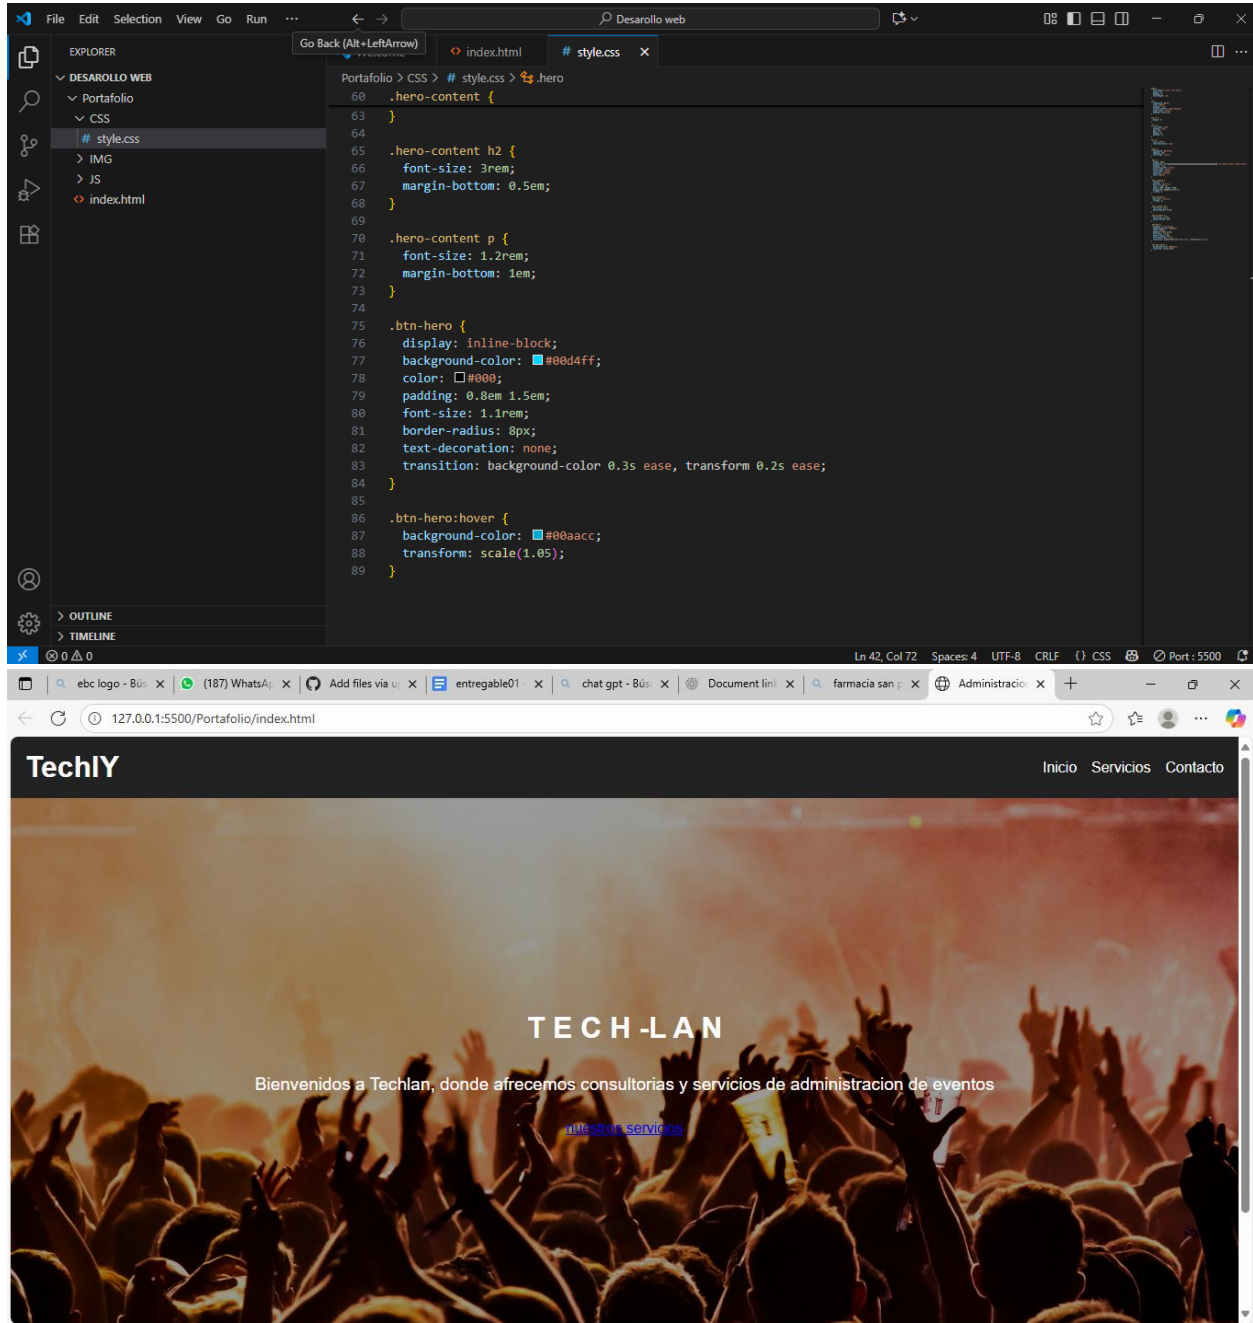 File Edit Selection View Go Run ··· Desarollo web
Go Back (Alt+LeftArrow)
EXPLORER
index.html
# style.css
DESAROLLO WEB
Portafolio
CSS
# style.css
IMG
JS
index.html
OUTLINE
TIMELINE
Portafolio > CSS > # style.css > .hero
60 .hero-content {
63 }
64
65 .hero-content h2 {
66 font-size: 3rem;
67 margin-bottom: 0.5em;
68 }
69
70 .hero-content p {
71 font-size: 1.2rem;
72 margin-bottom: 1em;
73 }
74
75 .btn-hero {
76 display: inline-block;
77 background-color: #00d4ff;
78 color: #000;
79 padding: 0.8em 1.5em;
80 font-size: 1.1rem;
81 border-radius: 8px;
82 text-decoration: none;
83 transition: background-color 0.3s ease, transform 0.2s ease;
84 }
85
86 .btn-hero:hover {
87 background-color: #00aacc;
88 transform: scale(1.05);
89 }
0 0 Ln 42, Col 72 Spaces: 4 UTF-8 CRLF {} CSS Port : 5500
ebc logo - Bús (187) WhatsAp Add files via u entregable01 - chat gpt - Bús Document link farmacia san p Administracio
127.0.0.1:5500/Portafolio/index.html
TechlY
Inicio Servicios Contacto
T E C H -L A N
Bienvenidos a Techlan, donde afrecemos consultorias y servicios de administracion de eventos
nuestros servicios